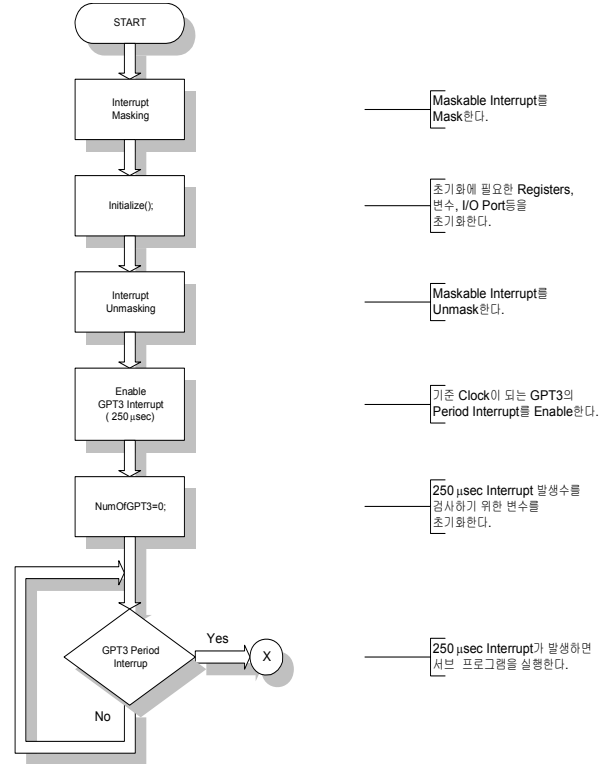 START
Interrupt
Masking
Maskable Interrupt를
Mask한다.
Initialize();
초기화에 필요한 Registers,
변수, I/O Port등을
초기화한다.
Interrupt
Unmasking
Maskable Interrupt를
Unmask한다.
Enable
GPT3 Interrupt
( 250 μsec)
기준 Clock이 되는 GPT3의
Period Interrupt를 Enable한다.
NumOfGPT3=0;
250 μsec Interrupt 발생수를
검사하기 위한 변수를
초기화한다.
GPT3 Period
Interrup
Yes
X
250 μsec Interrupt가 발생하면
서브 프로그램을 실행한다.
No